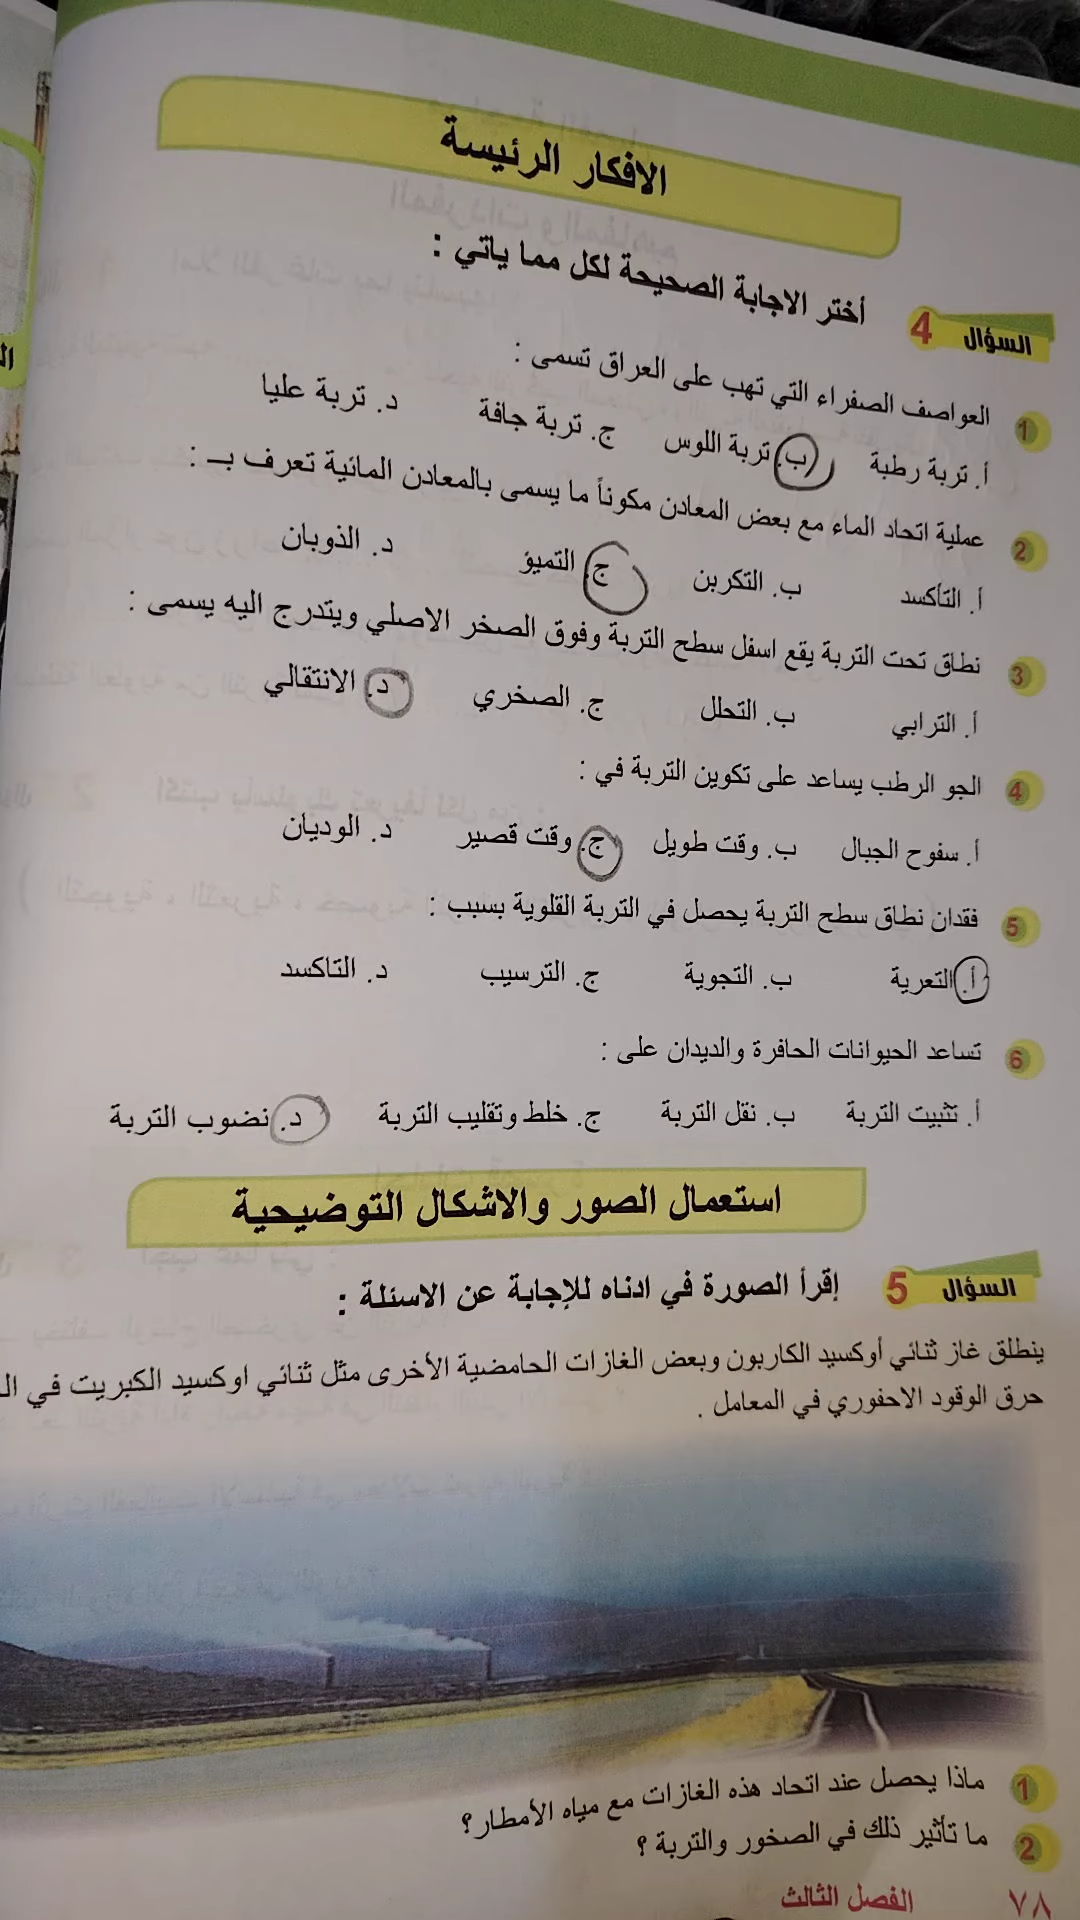 الافكار الرئيسة
السؤال 4 أختر الاجابة الصحيحة لكل مما ياتي :
1 العواصف الصفراء التي تهب على العراق تسمى :
أ. تربة رطبة ب. تربة اللوس ج. تربة جافة د. تربة عليا
2 عملية اتحاد الماء مع بعض المعادن مكوناً ما يسمى بالمعادن المائية تعرف بـ :
أ. التأكسد ب. التكربن ج. التميؤ د. الذوبان
3 نطاق تحت التربة يقع اسفل سطح التربة وفوق الصخر الاصلي ويتدرج اليه يسمى :
أ. الترابي ب. التحلل ج. الصخري د. الانتقالي
4 الجو الرطب يساعد على تكوين التربة في :
أ. سفوح الجبال ب. وقت طويل ج. وقت قصير د. الوديان
5 فقدان نطاق سطح التربة يحصل في التربة القلوية بسبب :
أ. التعرية ب. التجوية ج. الترسيب د. التاكسد
6 تساعد الحيوانات الحافرة والديدان على :
أ. تثبيت التربة ب. نقل التربة ج. خلط وتقليب التربة د. نضوب التربة
استعمال الصور والاشكال التوضيحية
السؤال 5 إقرأ الصورة في ادناه للإجابة عن الاسئلة :
ينطلق غاز ثنائي أوكسيد الكاربون وبعض الغازات الحامضية الأخرى مثل ثنائي اوكسيد الكبريت في
حرق الوقود الاحفوري في المعامل .
1 ماذا يحصل عند اتحاد هذه الغازات مع مياه الأمطار؟
2 ما تأثير ذلك في الصخور والتربة ؟
٧٨ الفصل الثالث